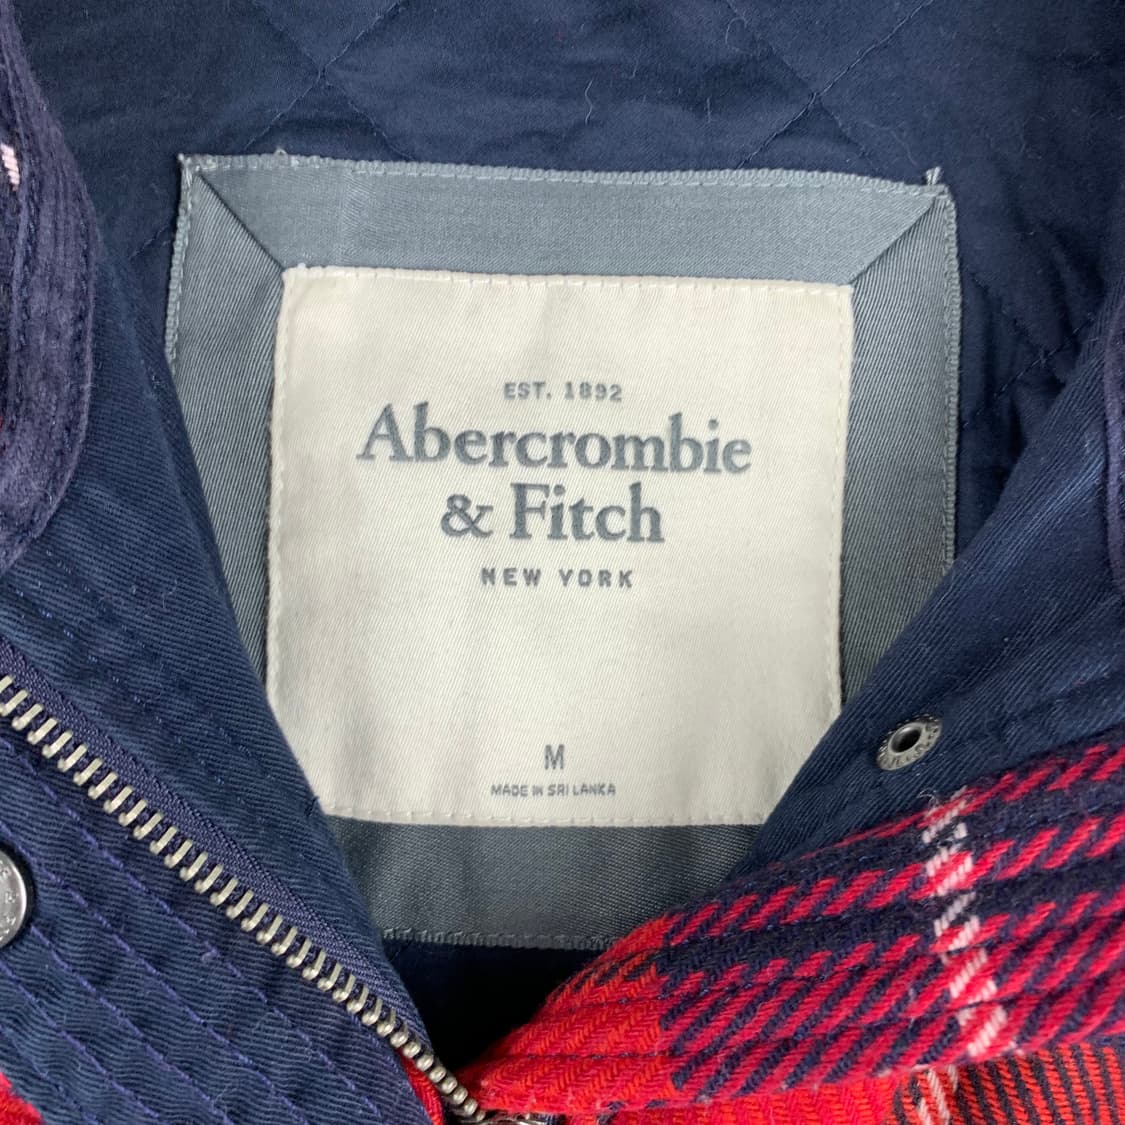 EST. 1892
Abercrombie
& Fitch
NEW YORK
M
MADE IN SRI LANKA